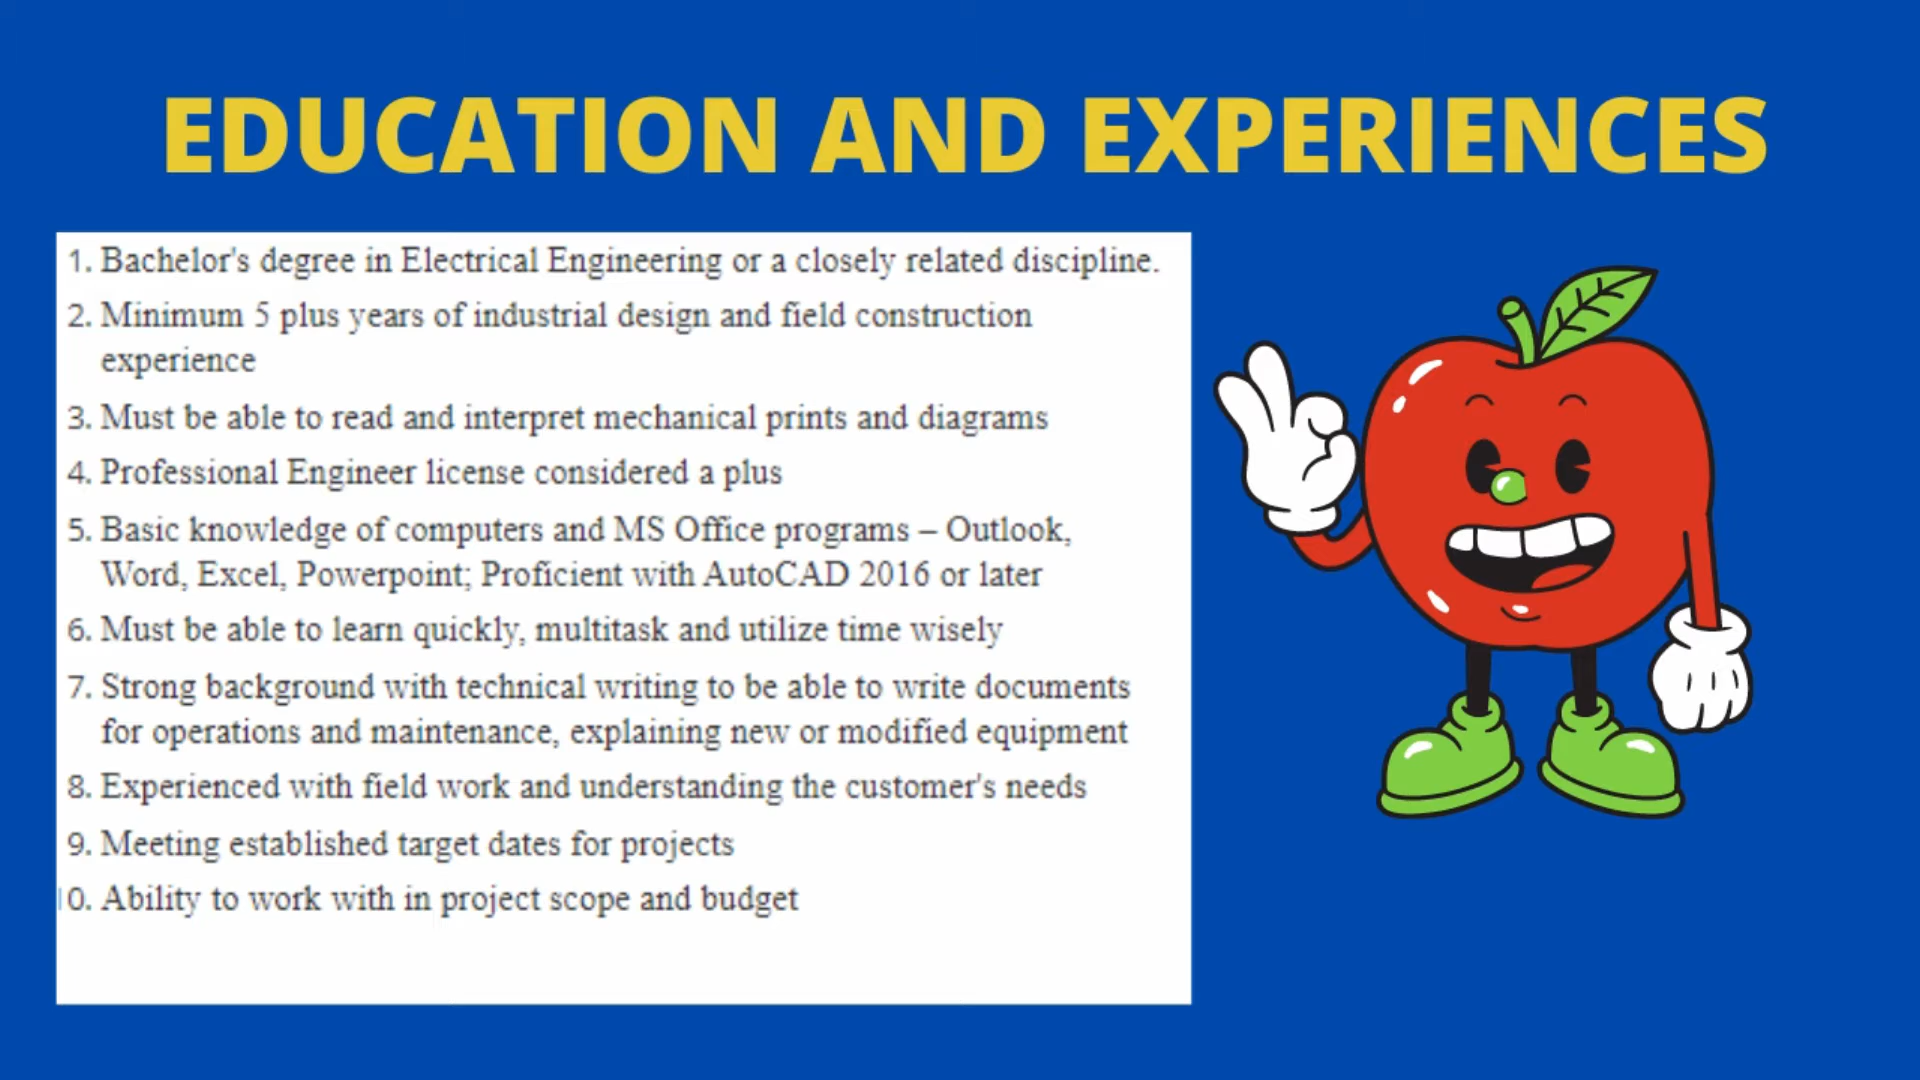 EDUCATION AND EXPERIENCES
1. Bachelor's degree in Electrical Engineering or a closely related discipline.
2. Minimum 5 plus years of industrial design and field construction
experience
3. Must be able to read and interpret mechanical prints and diagrams
4. Professional Engineer license considered a plus
5. Basic knowledge of computers and MS Office programs – Outlook,
Word, Excel, Powerpoint; Proficient with AutoCAD 2016 or later
6. Must be able to learn quickly, multitask and utilize time wisely
7. Strong background with technical writing to be able to write documents
for operations and maintenance, explaining new or modified equipment
8. Experienced with field work and understanding the customer's needs
9. Meeting established target dates for projects
10. Ability to work with in project scope and budget